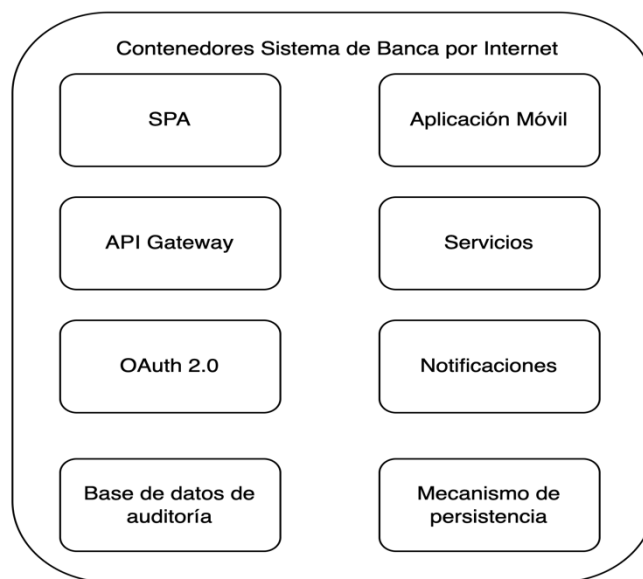 Contenedores Sistema de Banca por Internet
SPA
Aplicación Móvil
API Gateway
Servicios
OAuth 2.0
Notificaciones
Base de datos de
auditoría
Mecanismo de
persistencia